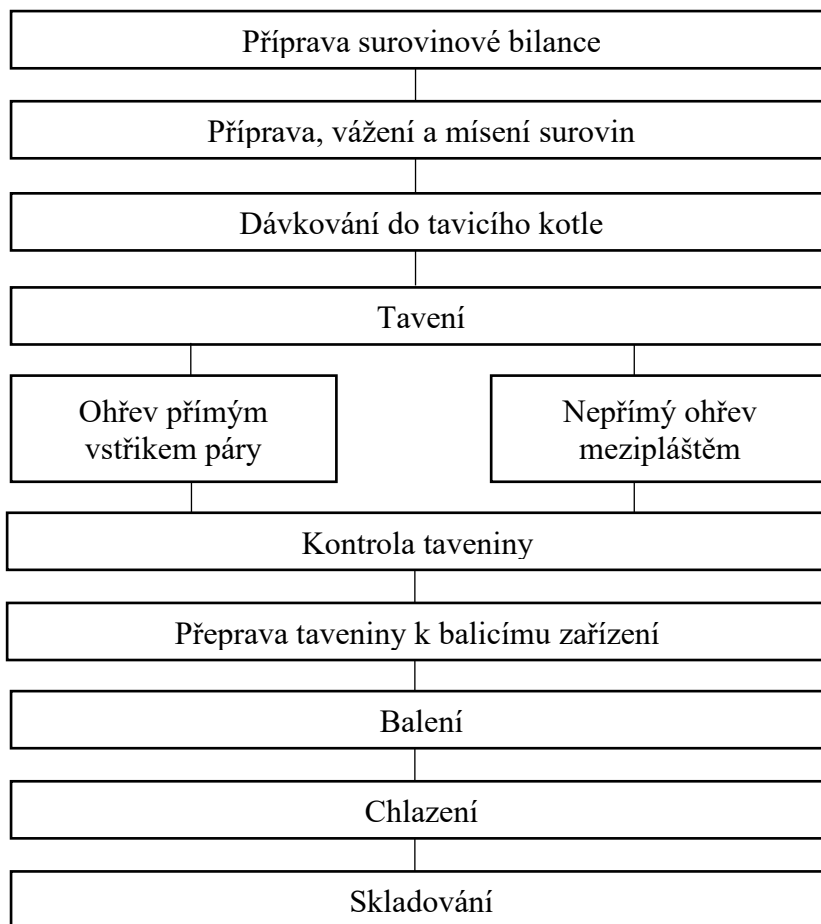 Příprava surovinové bilance
Příprava, vážení a mísení surovin
Dávkování do tavicího kotle
Tavení
Ohřev přímým
vstřikem páry
Nepřímý ohřev
mezipláštěm
Kontrola taveniny
Přeprava taveniny k balicímu zařízení
Balení
Chlazení
Skladování